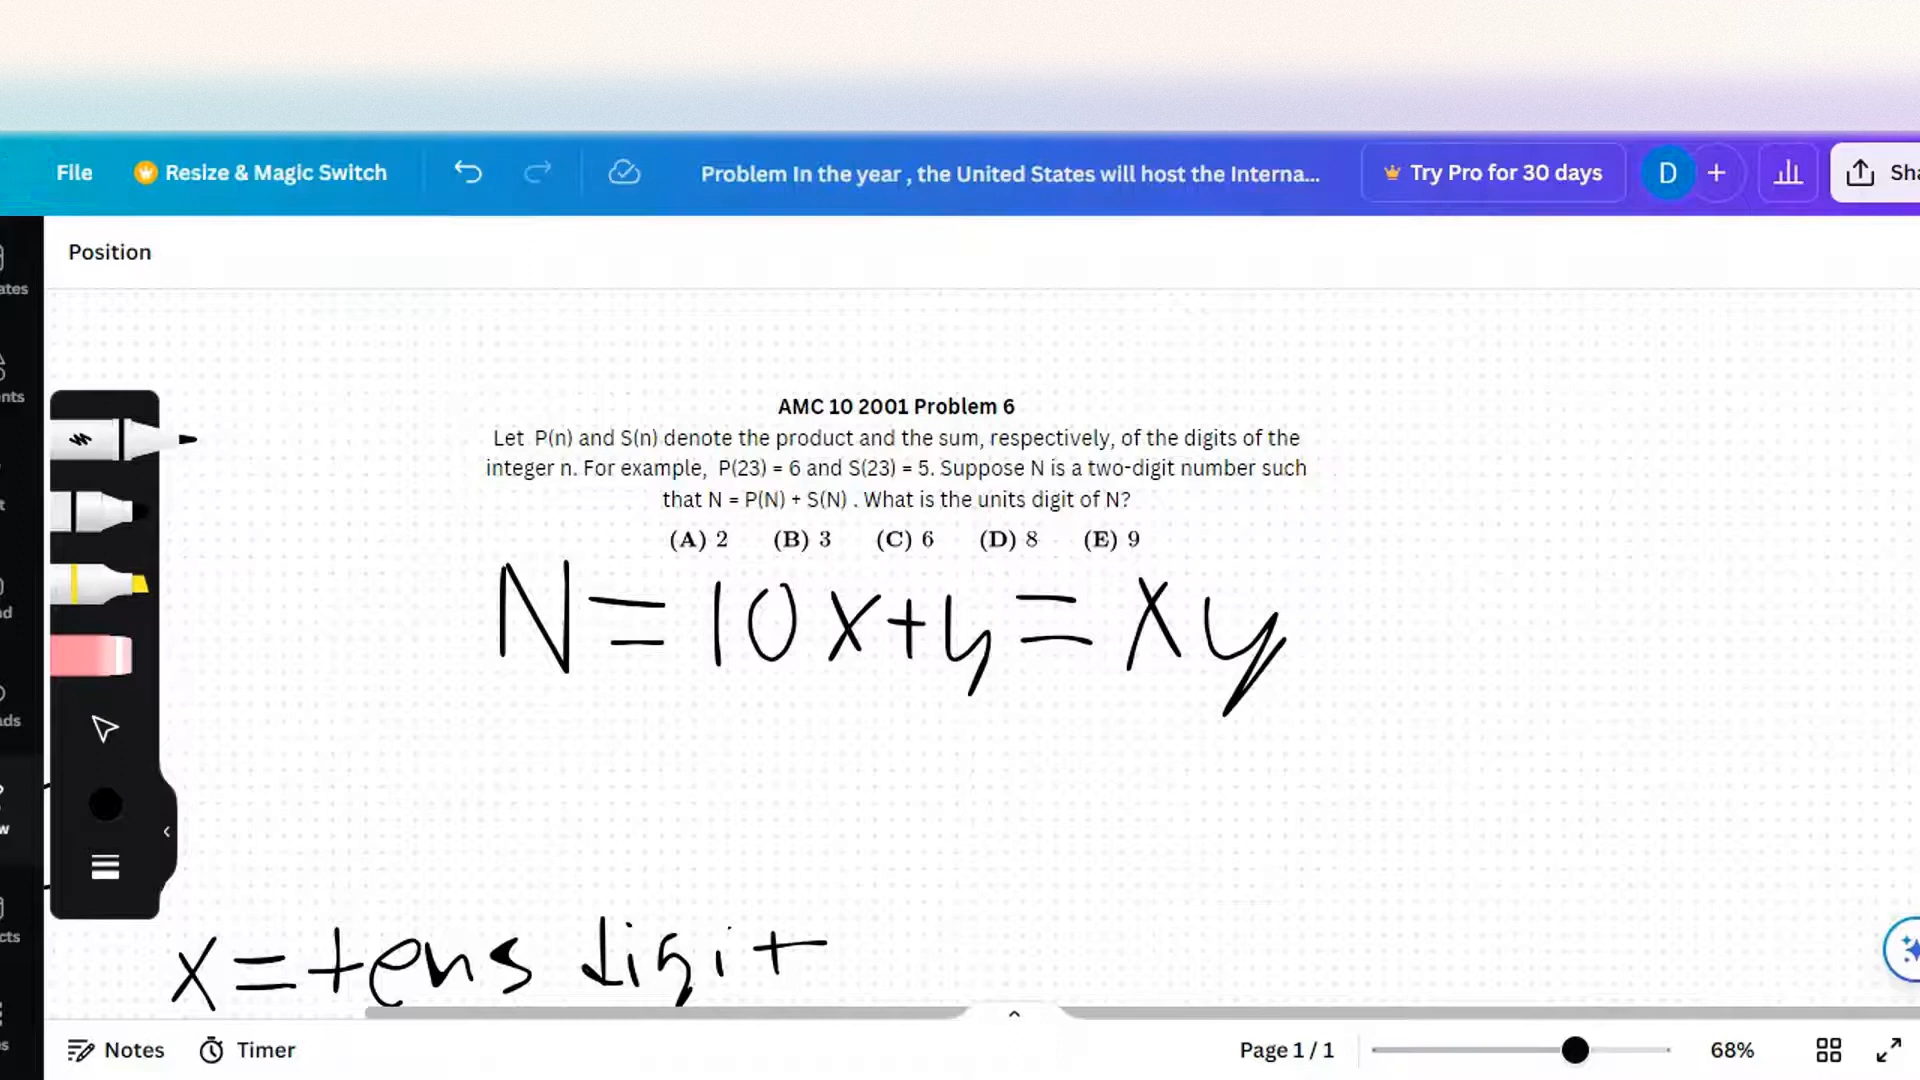 File Resize & Magic Switch Problem In the year , the United States will host the Interna... Try Pro for 30 days D + Sha
Position
ates
nts
AMC 10 2001 Problem 6
Let P(n) and S(n) denote the product and the sum, respectively, of the digits of the
integer n. For example, P(23) = 6 and S(23) = 5. Suppose N is a two-digit number such
that N = P(N) + S(N) . What is the units digit of N?
(A) 2 (B) 3 (C) 6 (D) 8 (E) 9
N = 10x+y = xy
x = tens digit
Notes Timer Page 1 / 1 68%